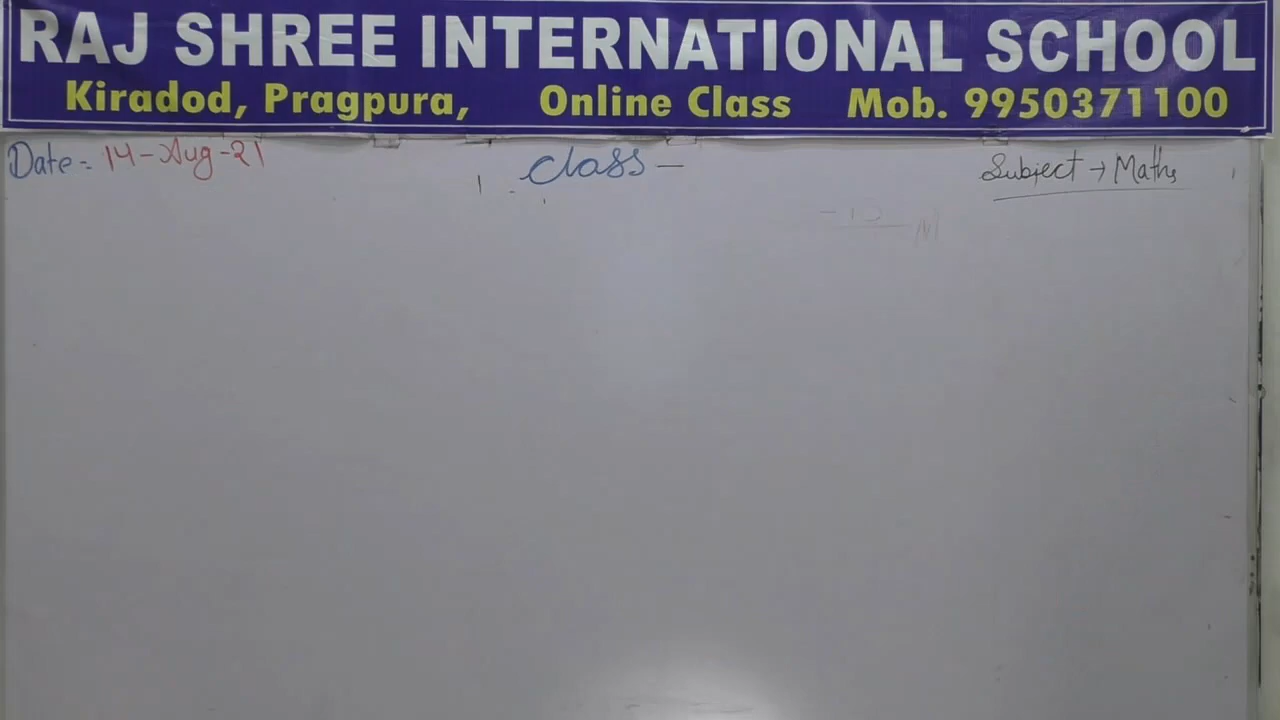 RAJ SHREE INTERNATIONAL SCHOOL
Kiradod, Pragpura, Online Class Mob. 9950371100
Date = 14-Aug-21 Class - Subject → Maths